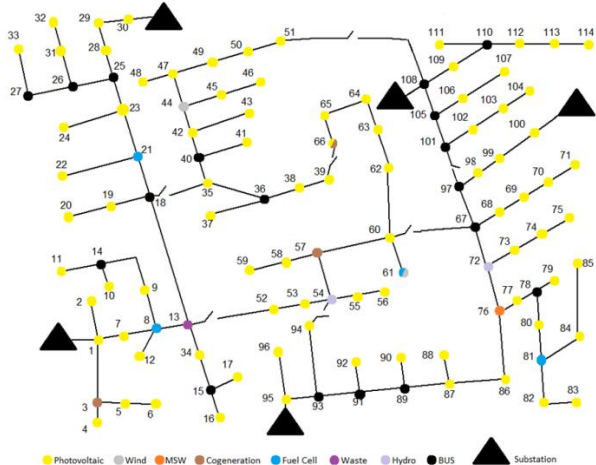 32 29 30 51 110
33 31 28 50 111 112 113 114
49 109
25 47 108 107
26 48 46 106
27 45 64 105 104
44 65 103
23 43 63 102 100
24 42 101
21 41 66 99
40 98 71
22 62 97 70
35 38 39 69
19 18 36 68 75
20 67 74
37 60 73
57 72
14 58 61 85
11 59 79
10 9 54 78
2 52 53 55 56 76 77
8 13 80 84
7 94
1 12 34 81
96 92 90 88
17
15 86
3 87 82 83
5 6 95 93 91 89
4 16
Photovoltaic Wind MSW Cogeneration Fuel Cell Waste Hydro BUS Substation